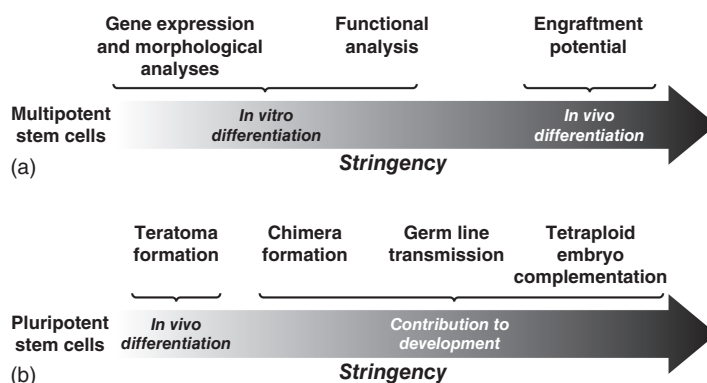 Gene expression
and morphological
analyses
Functional
analysis
Engraftment
potential
Multipotent
stem cells
In vitro
differentiation
In vivo
differentiation
Stringency
(a)
Teratoma
formation
Chimera
formation
Germ line
transmission
Tetraploid
embryo
complementation
Pluripotent
stem cells
In vivo
differentiation
Contribution to
development
Stringency
(b)